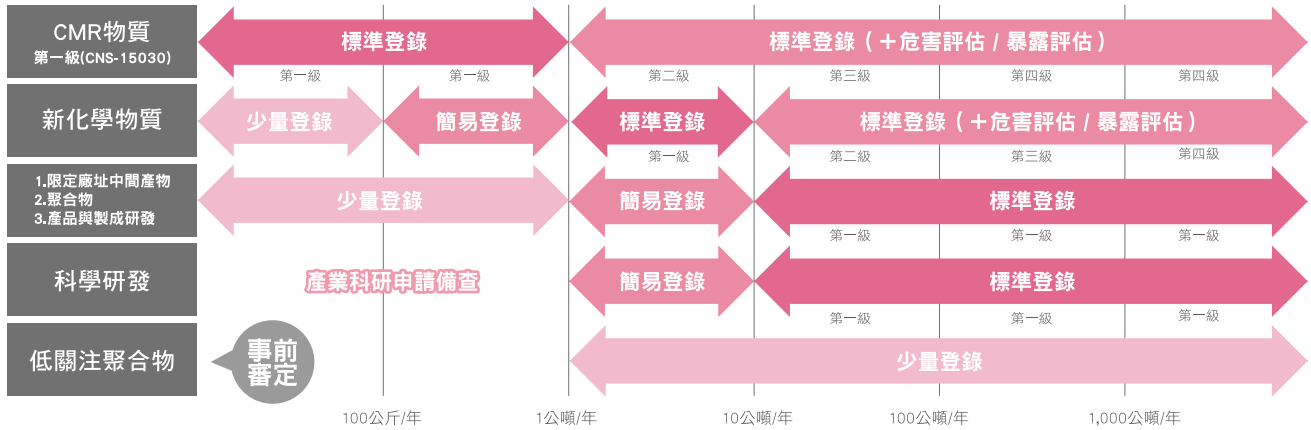 CMR物質
第一級(CNS-15030)
標準登錄
標準登錄（＋危害評估 / 暴露評估）
第一級
第一級
第二級
第三級
第四級
第四級
新化學物質
少量登錄
簡易登錄
標準登錄
標準登錄（＋危害評估 / 暴露評估）
第一級
第二級
第三級
第四級
1.限定廠址中間產物
2.聚合物
3.產品與製成研發
少量登錄
簡易登錄
標準登錄
第一級
第一級
第一級
科學研發
產業科研申請備查
簡易登錄
標準登錄
第一級
第一級
第一級
低關注聚合物
事前
審定
少量登錄
100公斤/年
1公噸/年
10公噸/年
100公噸/年
1,000公噸/年